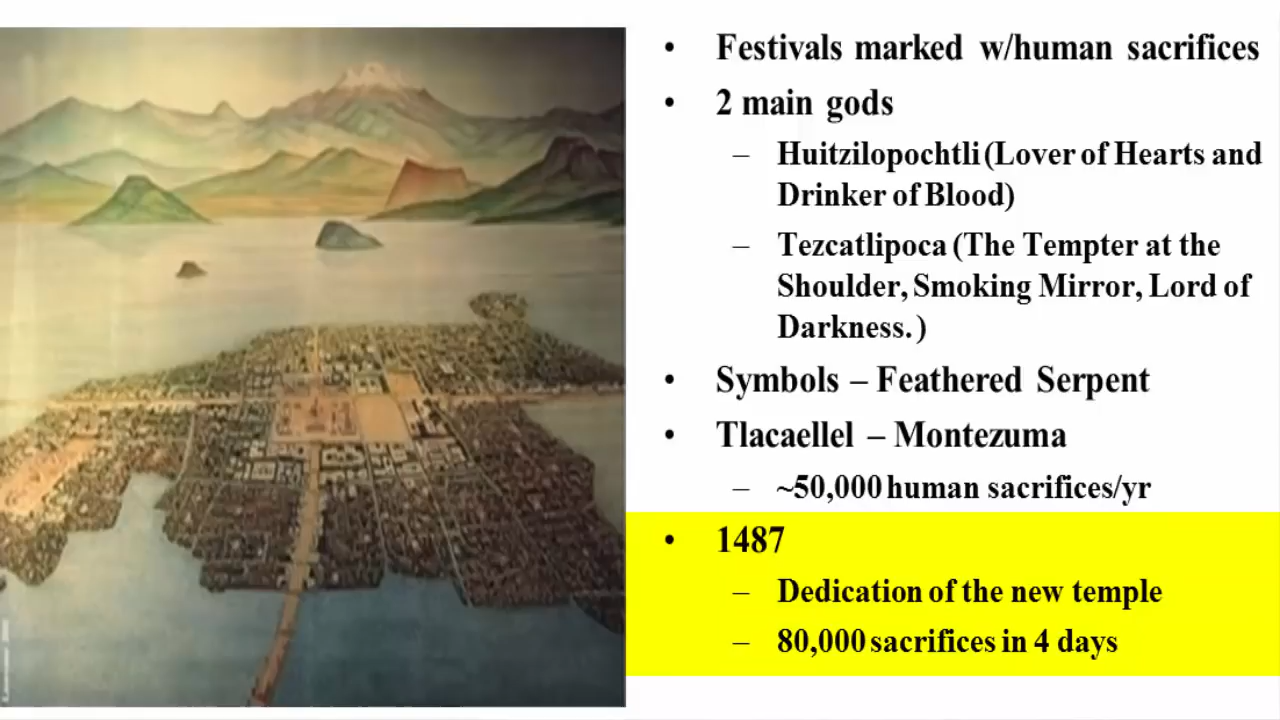 • Festivals marked w/human sacrifices
• 2 main gods
– Huitzilopochtli (Lover of Hearts and
Drinker of Blood)
– Tezcatlipoca (The Tempter at the
Shoulder, Smoking Mirror, Lord of
Darkness.)
• Symbols – Feathered Serpent
• Tlacaellel – Montezuma
– ~50,000 human sacrifices/yr
• 1487
– Dedication of the new temple
– 80,000 sacrifices in 4 days